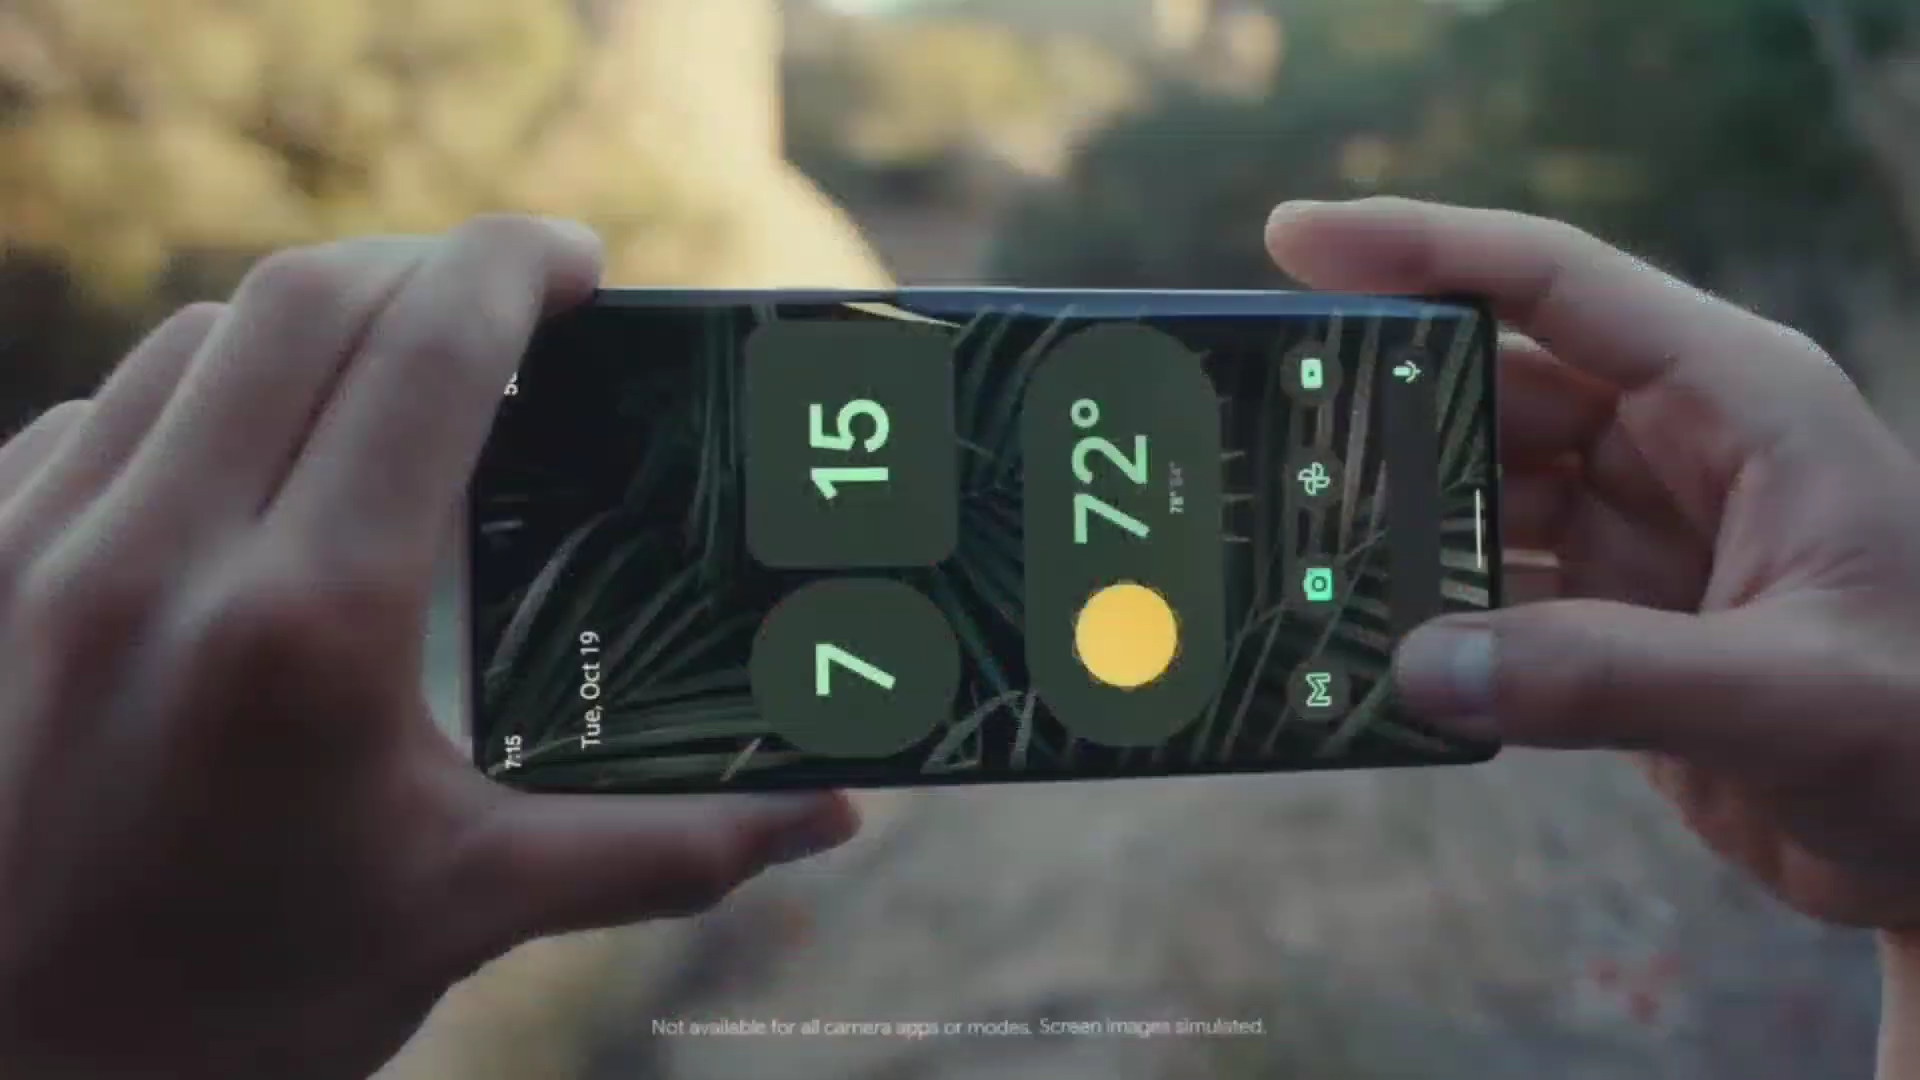 7:15
Tue, Oct 19
7
15
72°
Not available for all camera apps or modes. Screen images simulated.